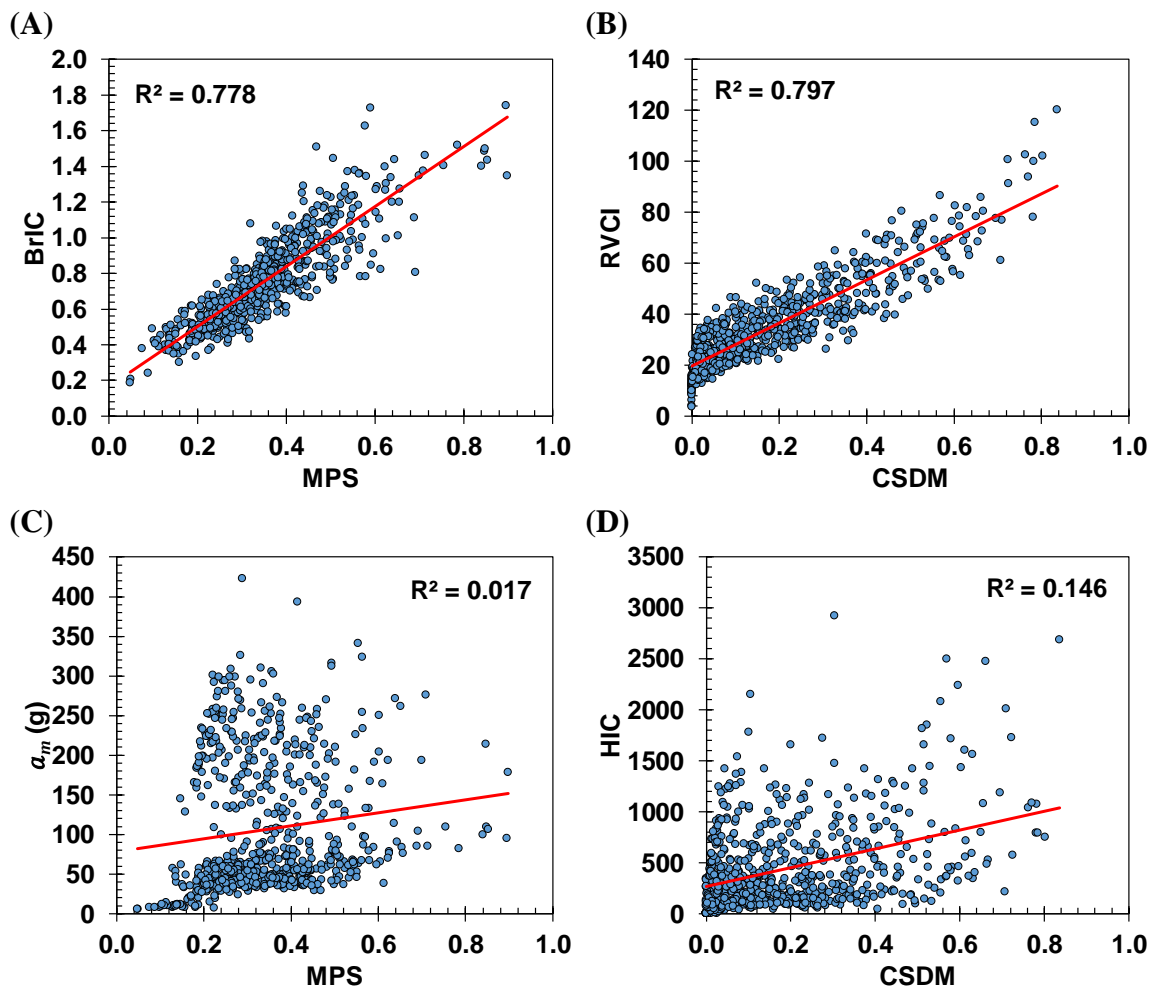 (A)
R² = 0.778
BrIC
2.0
1.8
1.6
1.4
1.2
1.0
0.8
0.6
0.4
0.2
0.0
0.0 0.2 0.4 0.6 0.8 1.0
MPS
(B)
R² = 0.797
RVCI
140
120
100
80
60
40
20
0
0.0 0.2 0.4 0.6 0.8 1.0
CSDM
(C)
R² = 0.017
a_m (g)
450
400
350
300
250
200
150
100
50
0
0.0 0.2 0.4 0.6 0.8 1.0
MPS
(D)
R² = 0.146
HIC
3500
3000
2500
2000
1500
1000
500
0
0.0 0.2 0.4 0.6 0.8 1.0
CSDM